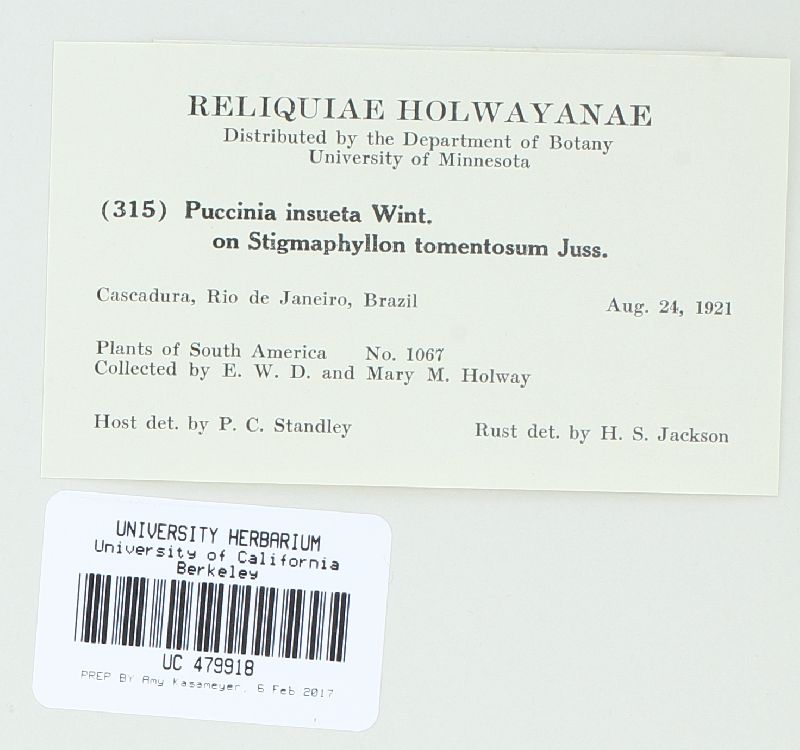 RELIQUIAE HOLWAYANAE
Distributed by the Department of Botany
University of Minnesota
(315) Puccinia insueta Wint.
on Stigmaphyllon tomentosum Juss.
Cascadura, Rio de Janeiro, Brazil Aug. 24, 1921
Plants of South America No. 1067
Collected by E. W. D. and Mary M. Holway
Host det. by P. C. Standley Rust det. by H. S. Jackson
UNIVERSITY HERBARIUM
University of California
Berkeley
UC 479918
PREP BY Amy Kasameyer, 6 Feb 2017